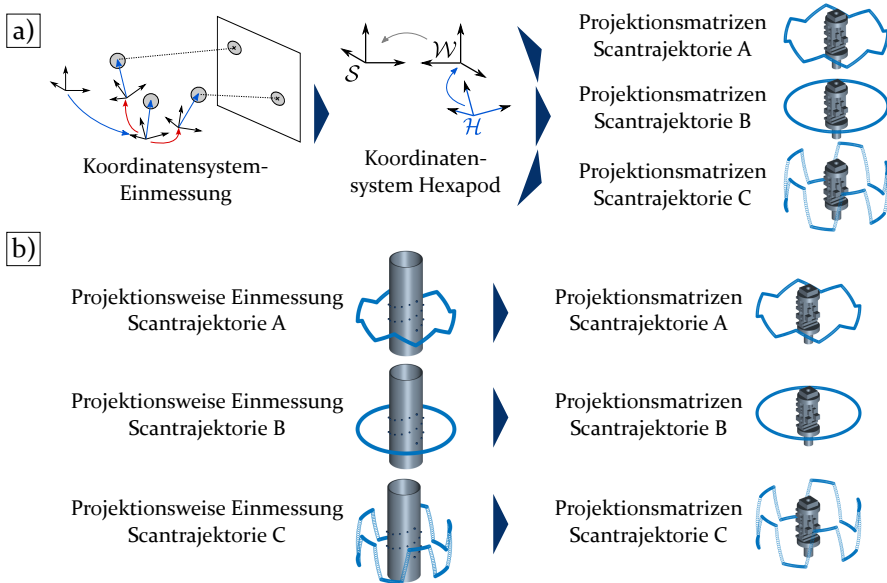 a)
Koordinatensystem-
Einmessung
S
W
H
Koordinaten-
system Hexapod
Projektionsmatrizen
Scantrajektorie A
Projektionsmatrizen
Scantrajektorie B
Projektionsmatrizen
Scantrajektorie C
b)
Projektionsweise Einmessung
Scantrajektorie A
Projektionsmatrizen
Scantrajektorie A
Projektionsweise Einmessung
Scantrajektorie B
Projektionsmatrizen
Scantrajektorie B
Projektionsweise Einmessung
Scantrajektorie C
Projektionsmatrizen
Scantrajektorie C